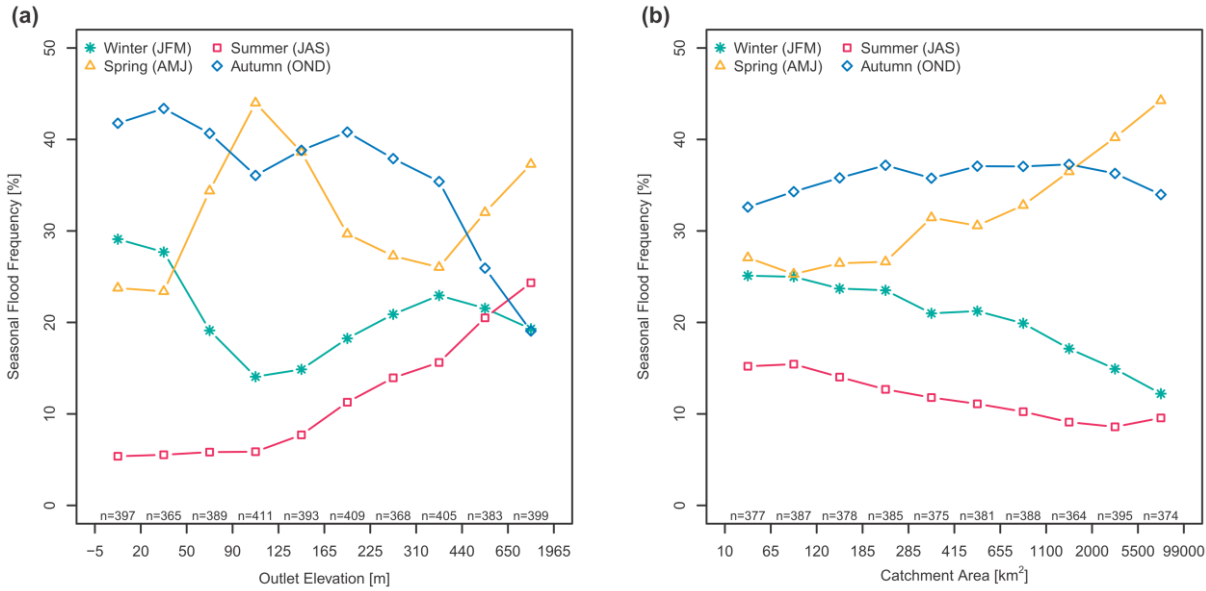 (a)
Winter (JFM) Summer (JAS)
Spring (AMJ) Autumn (OND)
Seasonal Flood Frequency [%]
50
40
30
20
10
0
n=397 n=365 n=389 n=411 n=393 n=409 n=368 n=405 n=383 n=399
−5 20 50 90 125 165 225 310 440 650 1965
Outlet Elevation [m]
(b)
Winter (JFM) Summer (JAS)
Spring (AMJ) Autumn (OND)
Seasonal Flood Frequency [%]
50
40
30
20
10
0
n=377 n=387 n=378 n=385 n=375 n=381 n=388 n=364 n=395 n=374
10 65 120 185 285 415 655 1100 2000 5500 99000
Catchment Area [km²]